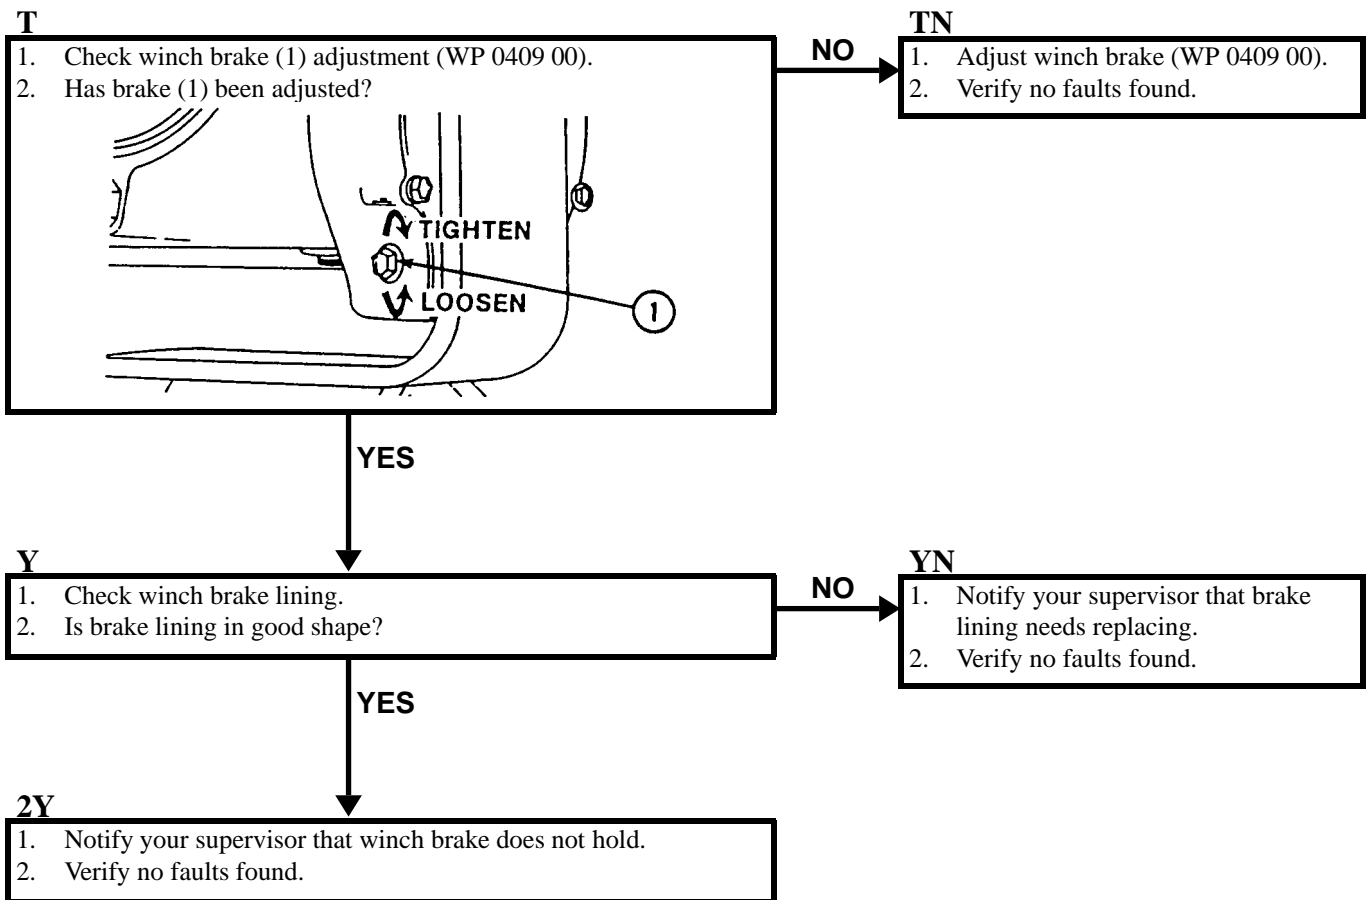 T
1. Check winch brake (1) adjustment (WP 0409 00).
2. Has brake (1) been adjusted?
TIGHTEN
LOOSEN
1
NO
TN
1. Adjust winch brake (WP 0409 00).
2. Verify no faults found.
YES
Y
1. Check winch brake lining.
2. Is brake lining in good shape?
NO
YN
1. Notify your supervisor that brake
lining needs replacing.
2. Verify no faults found.
YES
2Y
1. Notify your supervisor that winch brake does not hold.
2. Verify no faults found.